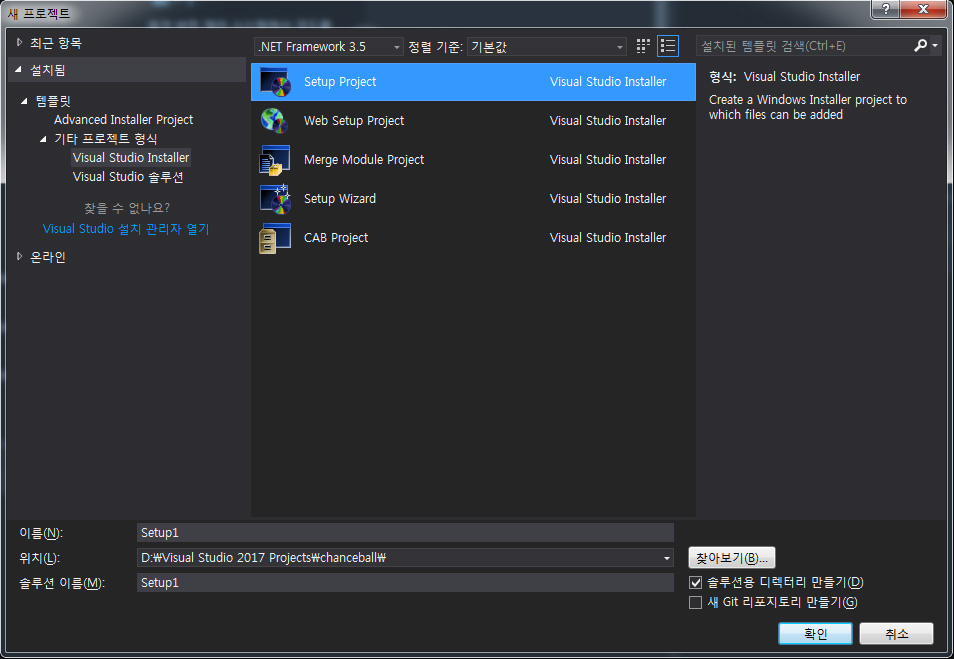 새 프로젝트
최근 항목
.NET Framework 3.5 정렬 기준: 기본값
설치된 템플릿 검색(Ctrl+E)
설치됨
템플릿
Advanced Installer Project
기타 프로젝트 형식
Visual Studio Installer
Visual Studio 솔루션
찾을 수 없나요?
Visual Studio 설치 관리자 열기
온라인
Setup Project Visual Studio Installer
Web Setup Project Visual Studio Installer
Merge Module Project Visual Studio Installer
Setup Wizard Visual Studio Installer
CAB Project Visual Studio Installer
형식: Visual Studio Installer
Create a Windows Installer project to
which files can be added
이름(N): Setup1
위치(L): D:₩Visual Studio 2017 Projects₩chanceball₩ 찾아보기(B)...
솔루션 이름(M): Setup1
솔루션용 디렉터리 만들기(D)
새 Git 리포지토리 만들기(G)
확인 취소